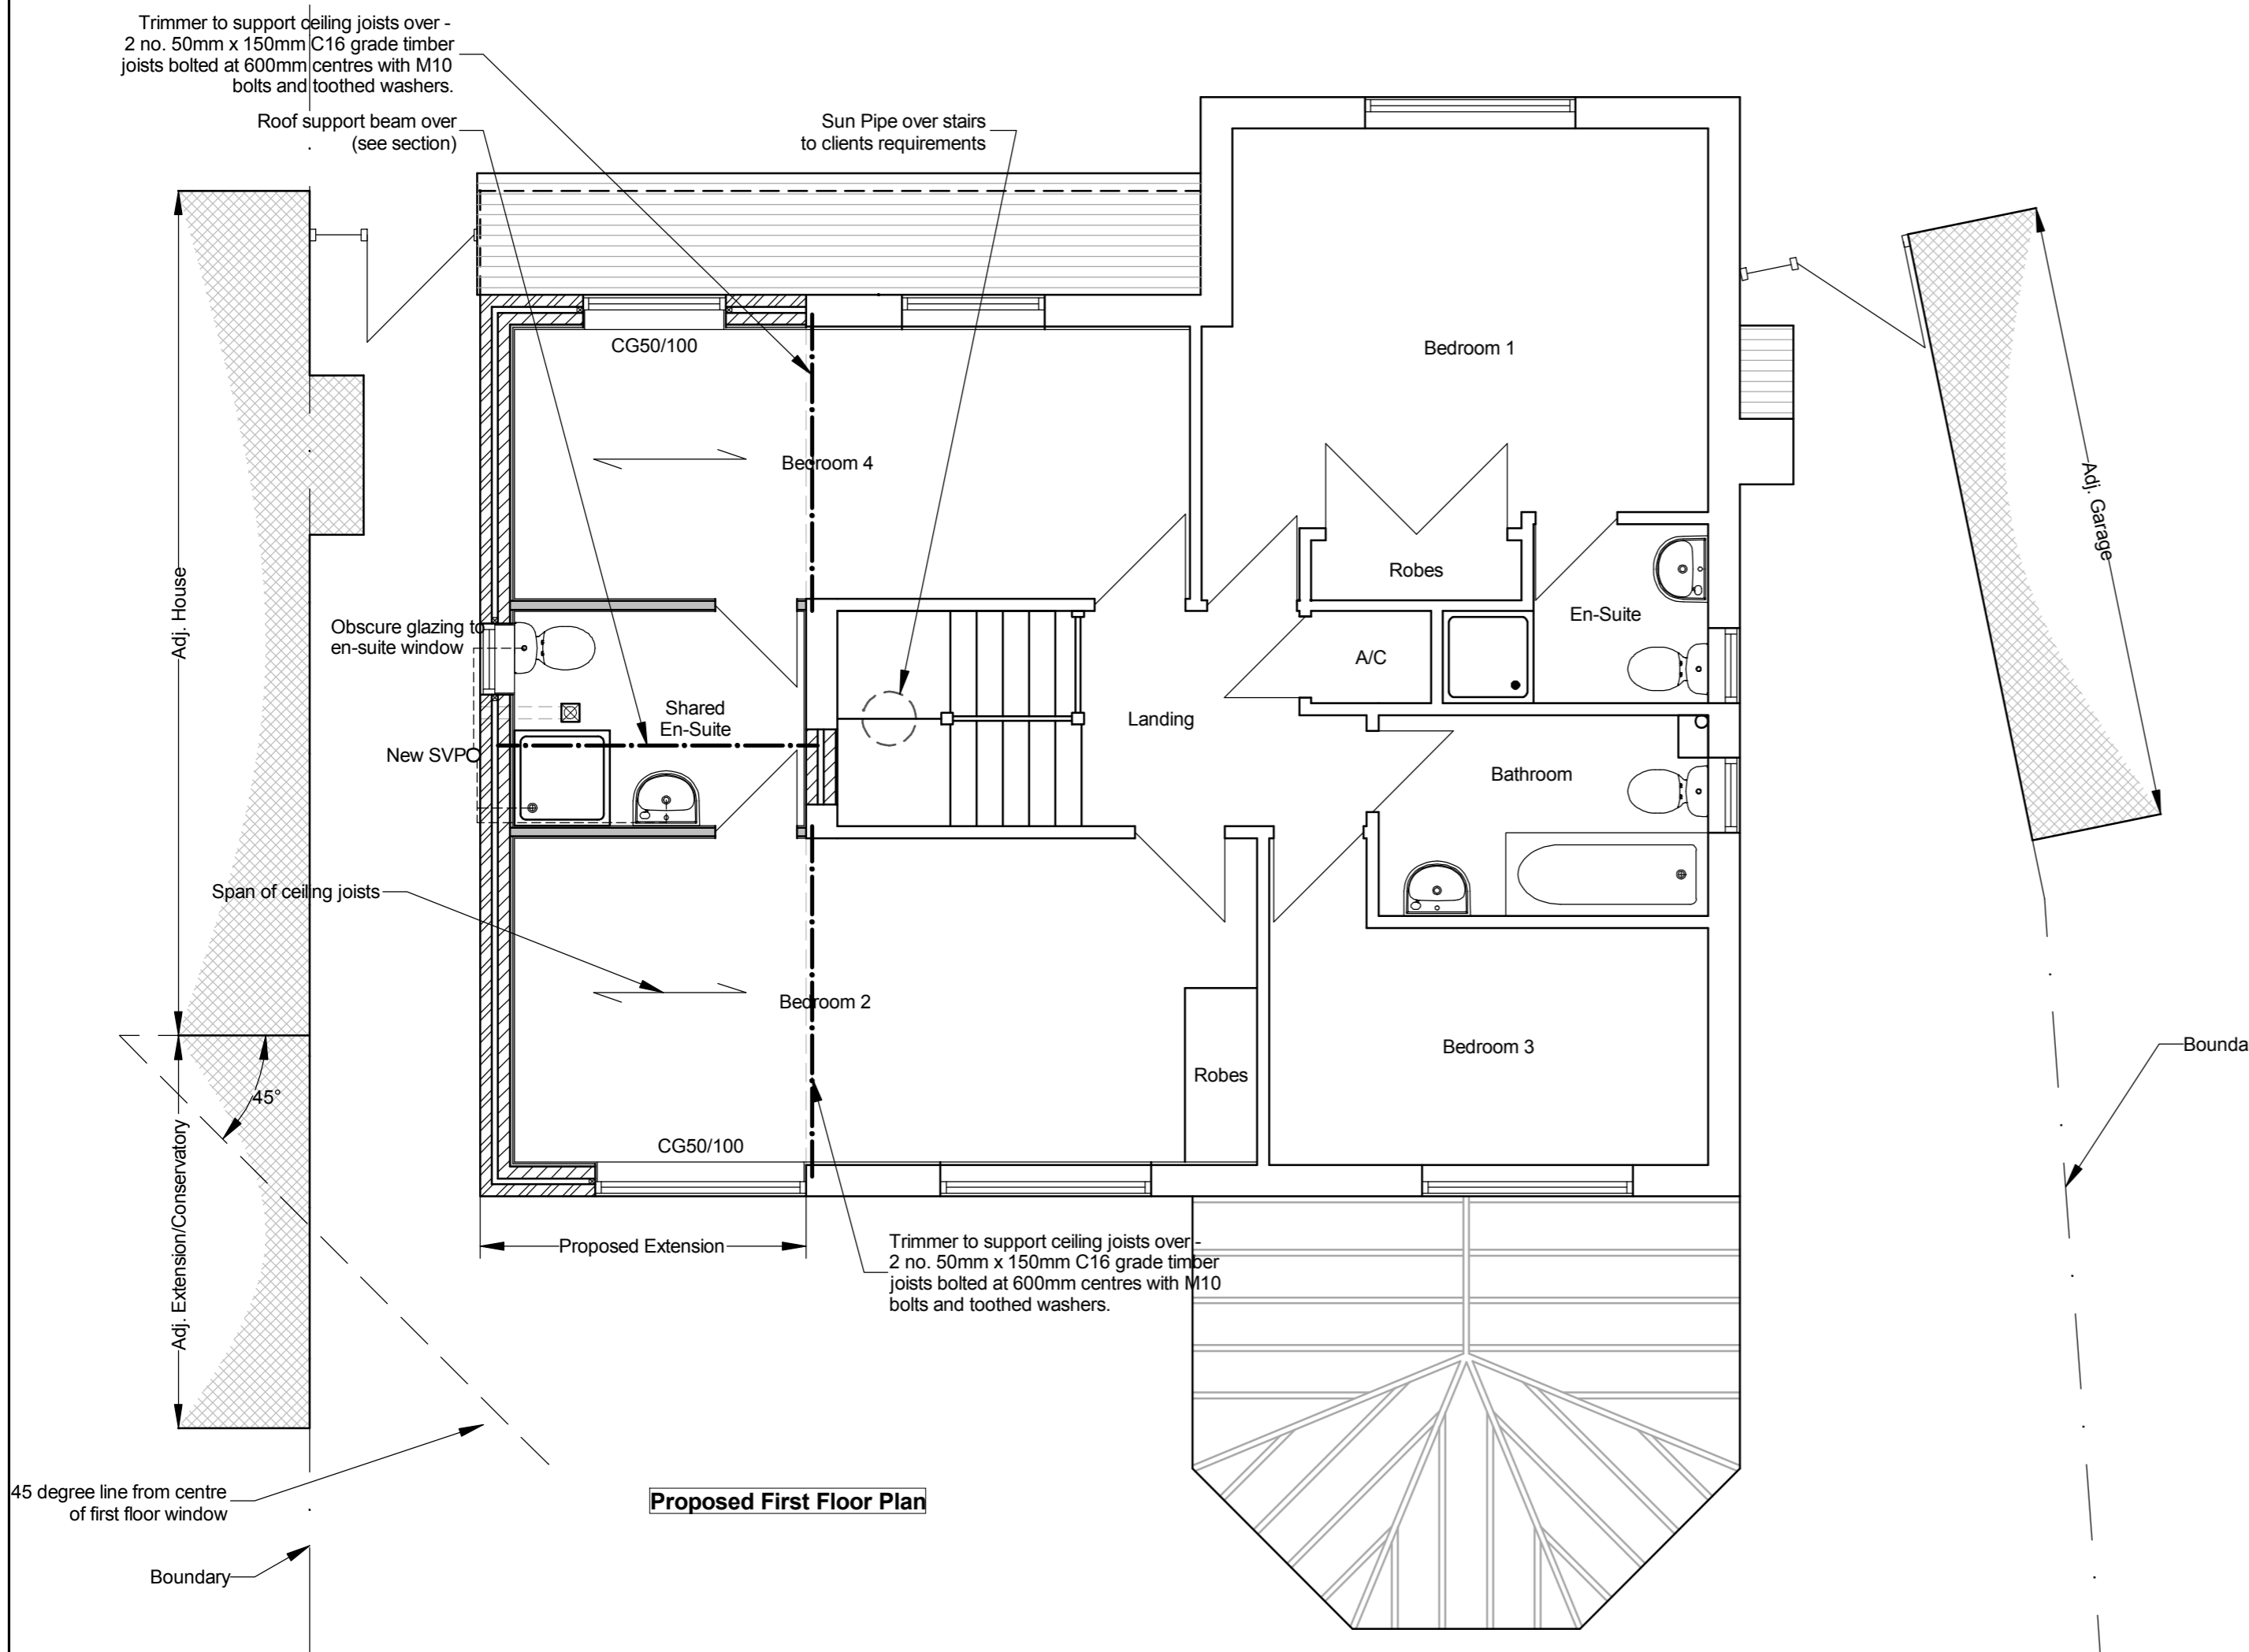 Trimmer to support ceiling joists over -
2 no. 50mm x 150mm C16 grade timber
joists bolted at 600mm centres with M10
bolts and toothed washers.
Roof support beam over
(see section)
Sun Pipe over stairs
to clients requirements
CG50/100
Bedroom 1
Bedroom 4
Adj. Garage
Adj. House
Robes
Obscure glazing to
en-suite window
En-Suite
A/C
Shared
En-Suite
Landing
New SVP
Bathroom
Span of ceiling joists
Bedroom 2
Bedroom 3
Robes
Bounda
45°
Adj. Extension/Conservatory
CG50/100
Proposed Extension
Trimmer to support ceiling joists over -
2 no. 50mm x 150mm C16 grade timber
joists bolted at 600mm centres with M10
bolts and toothed washers.
45 degree line from centre
of first floor window
Proposed First Floor Plan
Boundary